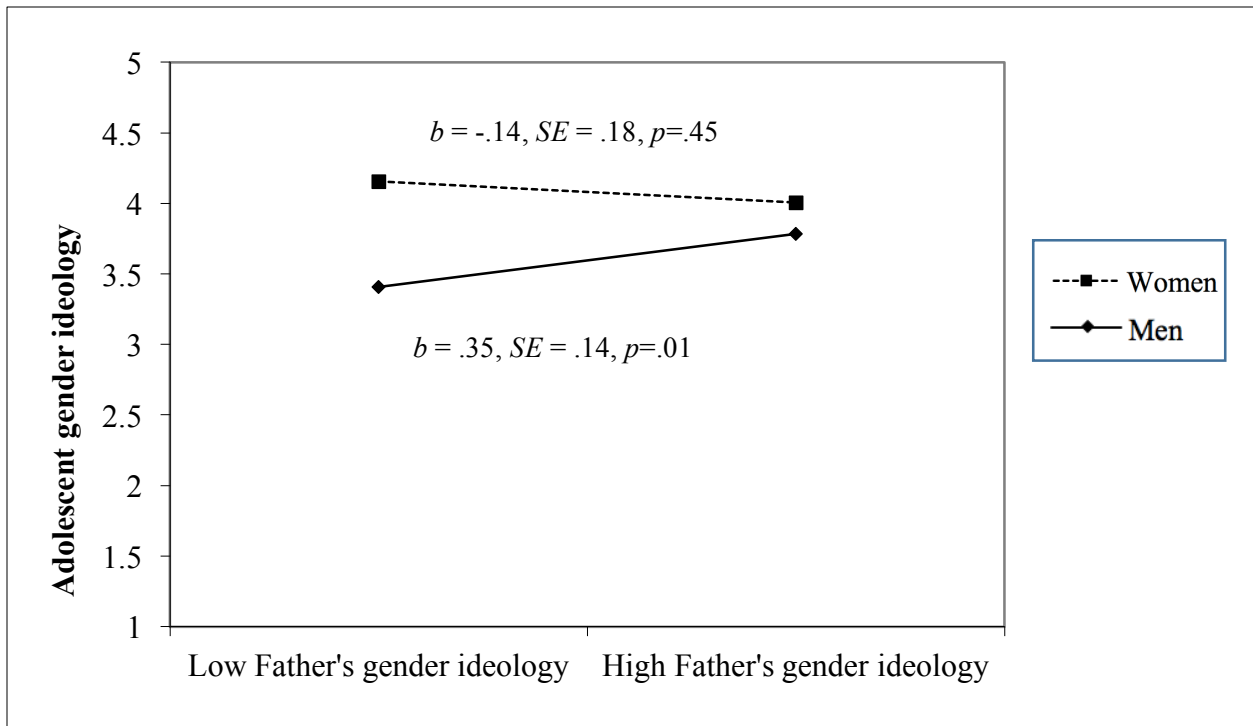 5
4.5
4
3.5
3
2.5
2
1.5
1
Adolescent gender ideology
b = -.14, SE = .18, p=.45
b = .35, SE = .14, p=.01
Low Father's gender ideology
High Father's gender ideology
Women
Men